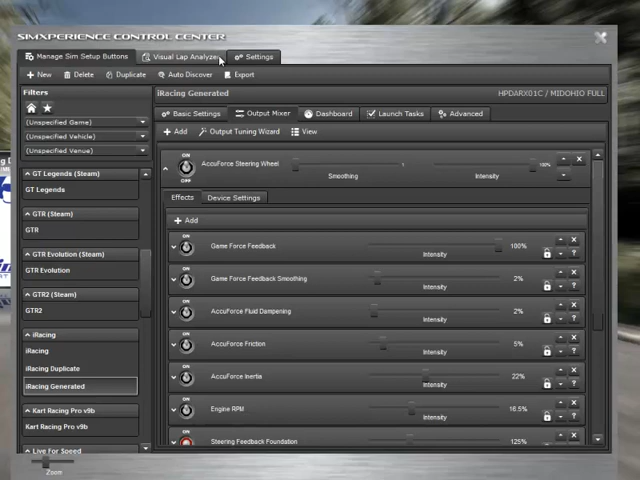 SIMXPERIENCE CONTROL CENTER
Manage Sim Setup Buttons
Visual Lap Analyzer
Settings
New
Delete
Duplicate
Auto Discover
Export
Filters
(Unspecified Game)
(Unspecified Vehicle)
(Unspecified Venue)
GT Legends (Steam)
GT Legends
GTR (Steam)
GTR
GTR Evolution (Steam)
GTR Evolution
GTR2 (Steam)
GTR2
iRacing
iRacing
iRacing Duplicate
iRacing Generated
Kart Racing Pro v9b
Kart Racing Pro v9b
Live For Speed
Zoom
iRacing Generated
HPDARX01C / MIDOHIO FULL
Basic Settings
Output Mixer
Dashboard
Launch Tasks
Advanced
Add
Output Tuning Wizard
View
ON
OFF
AccuForce Steering Wheel
Smoothing
1
Intensity
100%
Effects
Device Settings
Add
ON
Game Force Feedback
Intensity
100%
?
ON
Game Force Feedback Smoothing
Intensity
2%
?
ON
AccuForce Fluid Dampening
Intensity
2%
?
ON
AccuForce Friction
Intensity
5%
?
ON
AccuForce Inertia
Intensity
22%
?
ON
Engine RPM
Intensity
16.5%
?
ON
Steering Feedback Foundation
125%